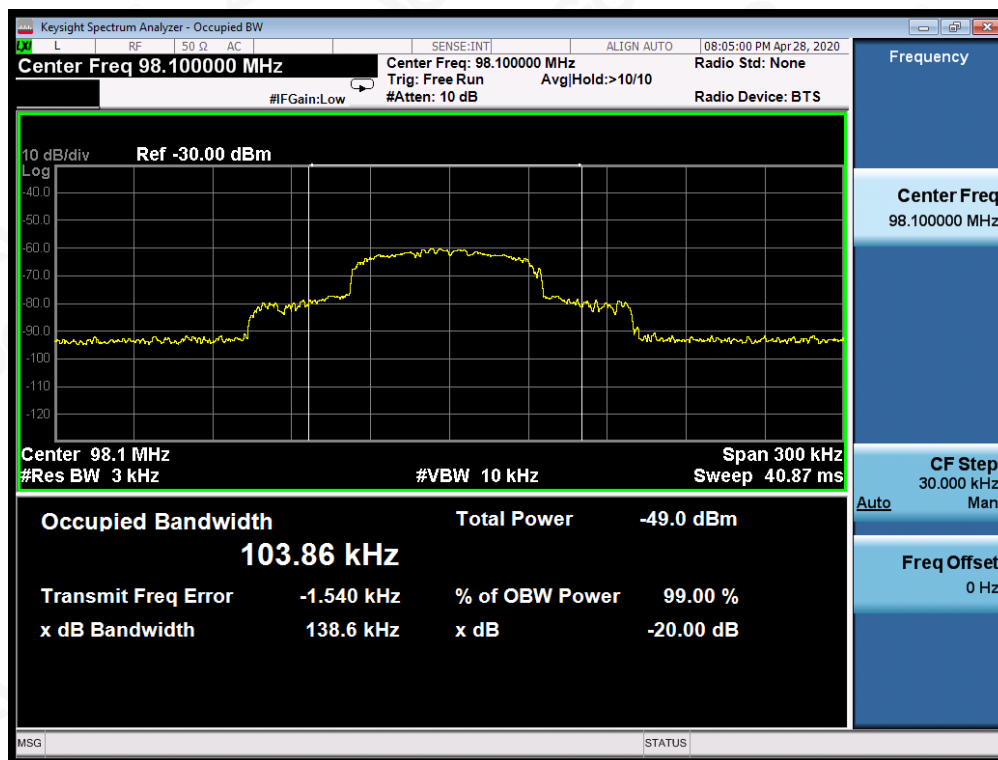 Keysight Spectrum Analyzer - Occupied BW
LXI L RF 50 Ω AC SENSE:INT ALIGN AUTO 08:05:00 PM Apr 28, 2020
Center Freq 98.100000 MHz
Center Freq: 98.100000 MHz Radio Std: None
Trig: Free Run Avg|Hold:>10/10
#IFGain:Low #Atten: 10 dB Radio Device: BTS
10 dB/div Ref -30.00 dBm
Log
-40.0
-50.0
-60.0
-70.0
-80.0
-90.0
-100
-110
-120
Center 98.1 MHz Span 300 kHz
#Res BW 3 kHz #VBW 10 kHz Sweep 40.87 ms
Occupied Bandwidth Total Power -49.0 dBm
103.86 kHz
Transmit Freq Error -1.540 kHz % of OBW Power 99.00 %
x dB Bandwidth 138.6 kHz x dB -20.00 dB
MSG STATUS
Frequency
Center Freq
98.100000 MHz
CF Step
30.000 kHz
Auto Man
Freq Offset
0 Hz